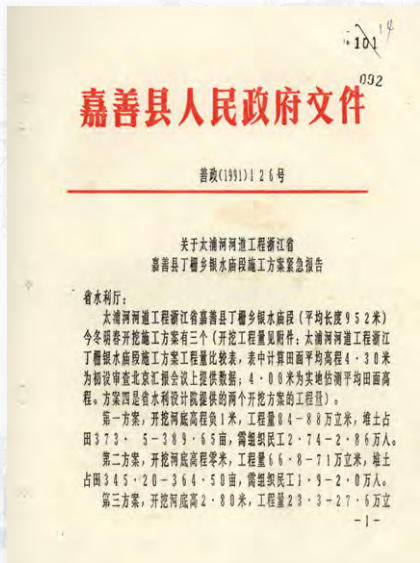 101
14
092
嘉善县人民政府文件
善政(1991)126号
关于太浦河河道工程浙江省
嘉善县丁栅乡银水庙段施工方案紧急报告
省水利厅:
太浦河河道工程浙江省嘉善县丁栅乡银水庙段(平均长度952米)
今冬明春开挖施工方案有三个(开挖工程量见附件:太浦河河道工程浙江
丁栅银水庙段施工方案工程量比较表,表中计算田面平均高程4·30米
为初设审查北京汇报会议上提供数据;4·00米为实地估测平均田面高
程。方案四是省水利设计院提供的两个开挖方案的工程量)。
第一方案,开挖河底高程负1米,工程量84-88万立米,堆土占
田373·5-389·65亩,需组织民工2·74-2·86万人。
第二方案,开挖河底高程零米,工程量66·8-71万立米,堆土
占田345·20-364·50亩,需组织民工1·9-2·0万人。
第三方案,开挖河底高2·80米,工程量23·3-27·6万立
-1-